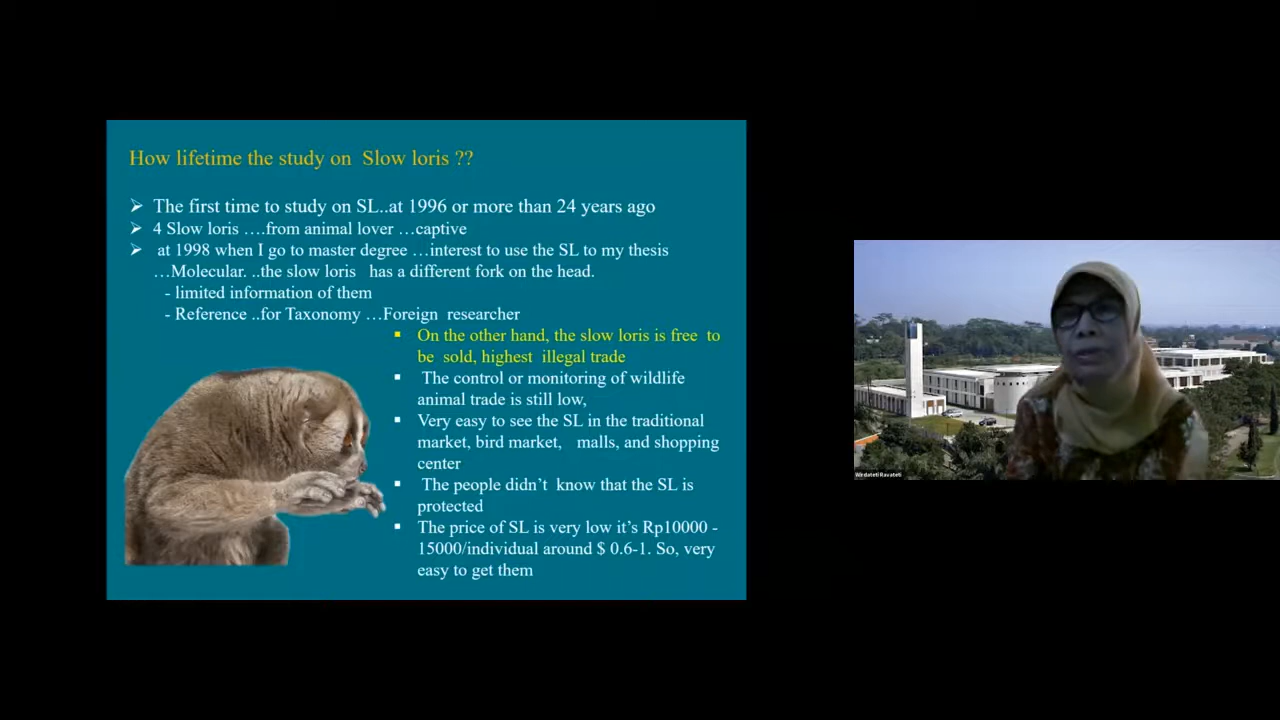 How lifetime the study on Slow loris ??
The first time to study on SL..at 1996 or more than 24 years ago
4 Slow loris ....from animal lover ...captive
at 1998 when I go to master degree ...interest to use the SL to my thesis
...Molecular. ..the slow loris has a different fork on the head.
- limited information of them
- Reference ..for Taxonomy ...Foreign researcher
On the other hand, the slow loris is free to
be sold, highest illegal trade
The control or monitoring of wildlife
animal trade is still low,
Very easy to see the SL in the traditional
market, bird market, malls, and shopping
center
The people didn't know that the SL is
protected
The price of SL is very low it's Rp10000 -
15000/individual around $ 0.6-1. So, very
easy to get them
Wirdateti Ravateti